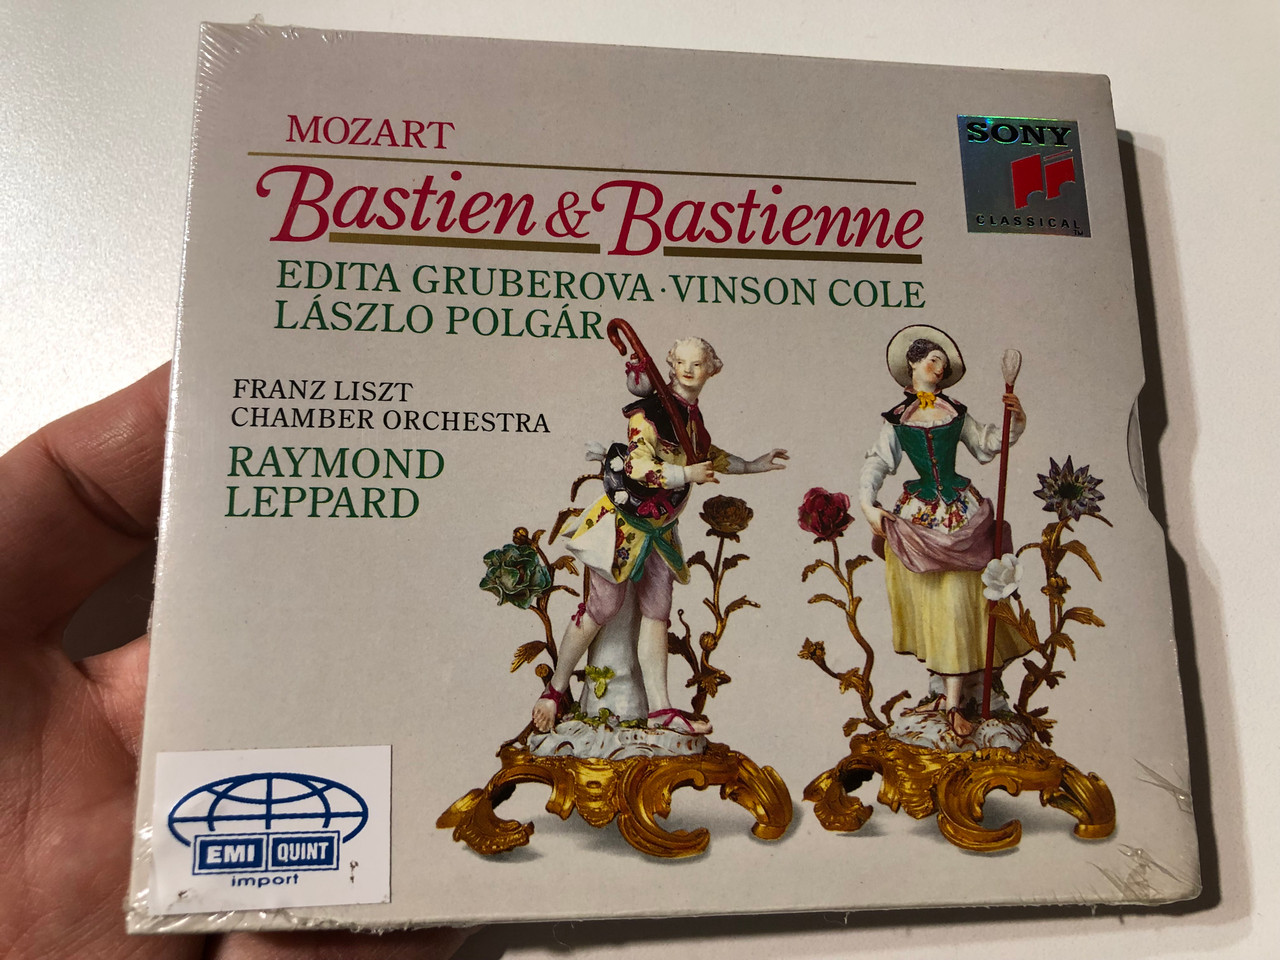 MOZART
Bastien & Bastienne
EDITA GRUBEROVA · VINSON COLE
LÁSZLO POLGÁR
FRANZ LISZT
CHAMBER ORCHESTRA
RAYMOND
LEPPARD
SONY
CLASSICAL™
EMI QUINT
import